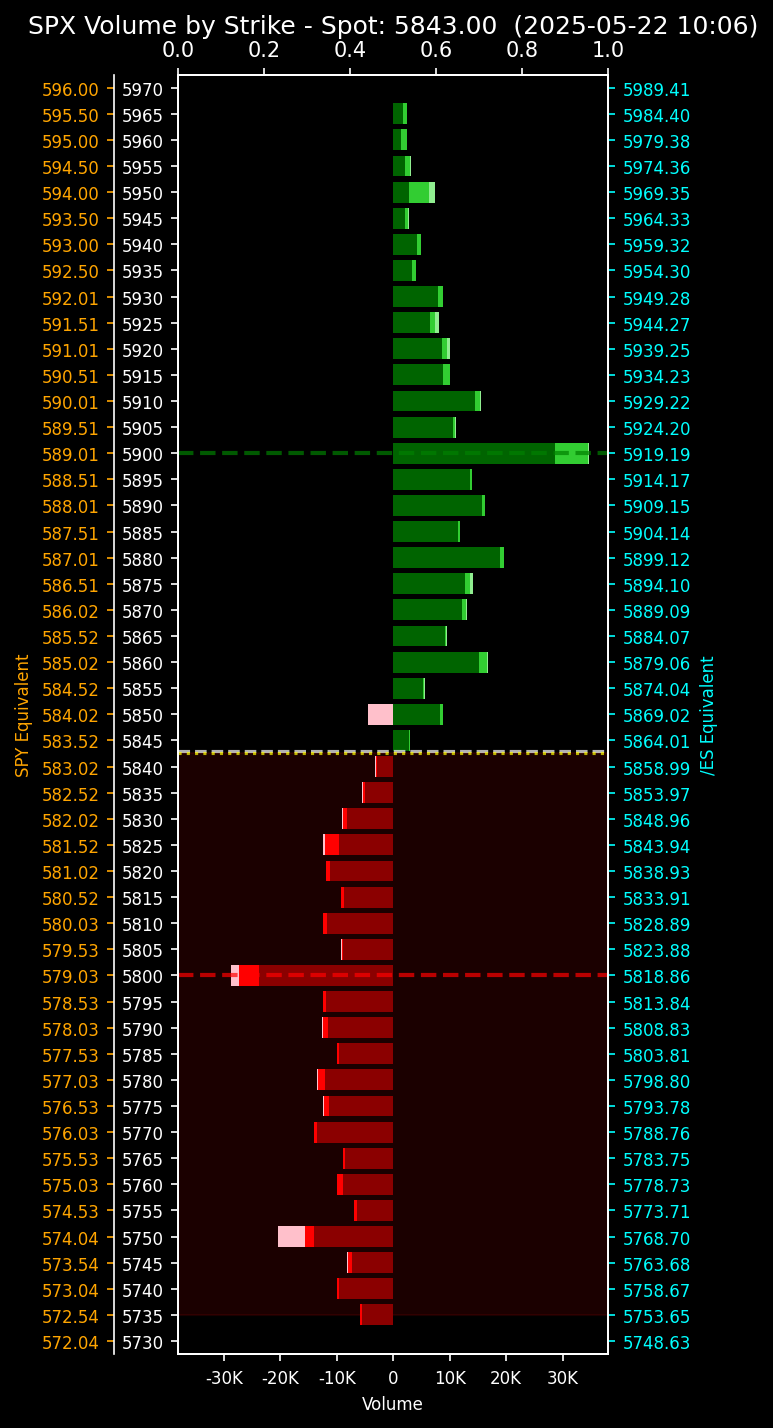 SPX Volume by Strike - Spot: 5843.00 (2025-05-22 10:06)
0.0 0.2 0.4 0.6 0.8 1.0
596.00 5970 5989.41
595.50 5965 5984.40
595.00 5960 5979.38
594.50 5955 5974.36
594.00 5950 5969.35
593.50 5945 5964.33
593.00 5940 5959.32
592.50 5935 5954.30
592.01 5930 5949.28
591.51 5925 5944.27
591.01 5920 5939.25
590.51 5915 5934.23
590.01 5910 5929.22
589.51 5905 5924.20
589.01 5900 5919.19
588.51 5895 5914.17
588.01 5890 5909.15
587.51 5885 5904.14
587.01 5880 5899.12
586.51 5875 5894.10
586.02 5870 5889.09
585.52 5865 5884.07
585.02 5860 5879.06
584.52 5855 5874.04
584.02 5850 5869.02
583.52 5845 5864.01
583.02 5840 5858.99
582.52 5835 5853.97
582.02 5830 5848.96
581.52 5825 5843.94
581.02 5820 5838.93
580.52 5815 5833.91
580.03 5810 5828.89
579.53 5805 5823.88
579.03 5800 5818.86
578.53 5795 5813.84
578.03 5790 5808.83
577.53 5785 5803.81
577.03 5780 5798.80
576.53 5775 5793.78
576.03 5770 5788.76
575.53 5765 5783.75
575.03 5760 5778.73
574.53 5755 5773.71
574.04 5750 5768.70
573.54 5745 5763.68
573.04 5740 5758.67
572.54 5735 5753.65
572.04 5730 5748.63
SPY Equivalent
/ES Equivalent
-30K -20K -10K 0 10K 20K 30K
Volume